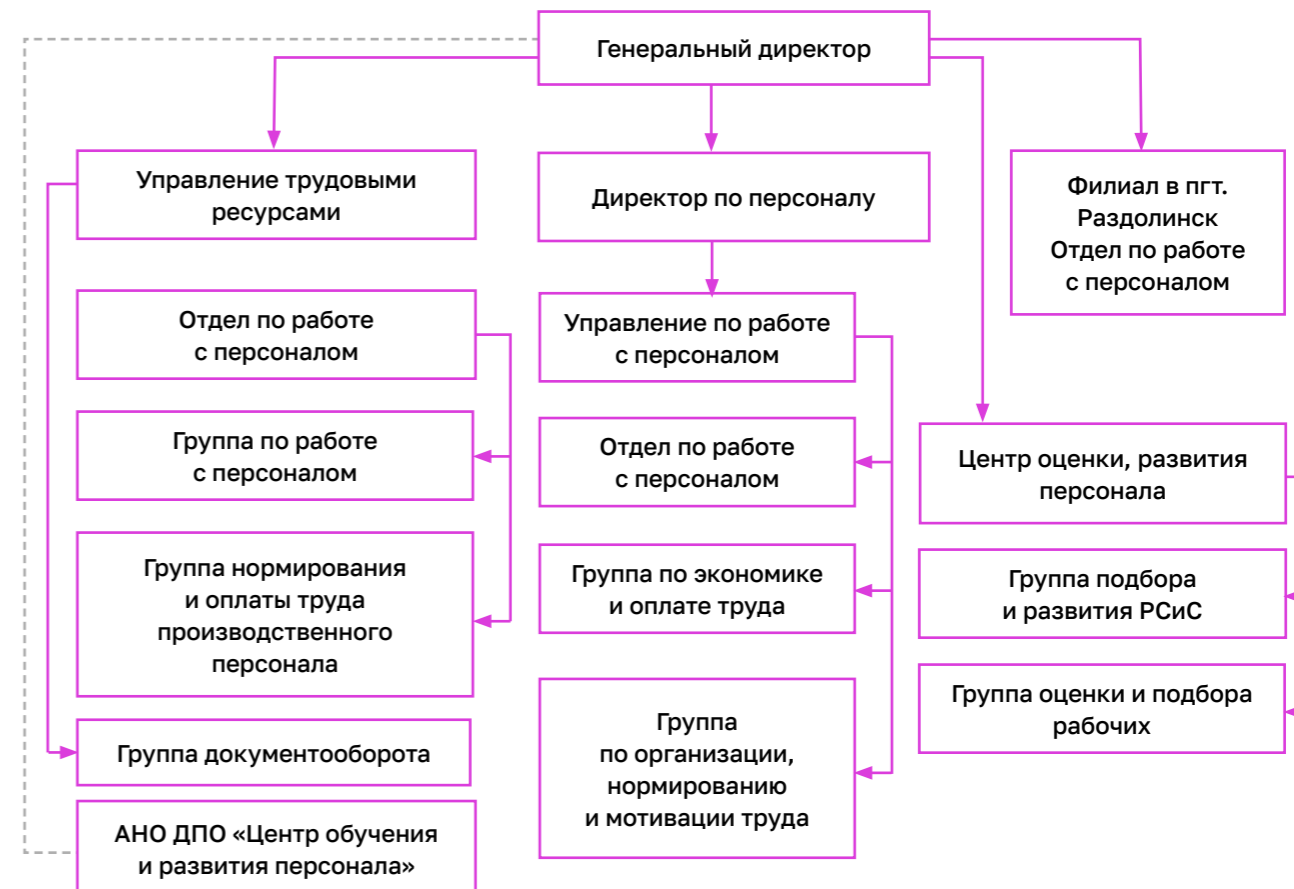 Генеральный директор
Управление трудовыми
ресурсами
Директор по персоналу
Филиал в пгт.
Раздолинск
Отдел по работе
с персоналом
Отдел по работе
с персоналом
Управление по работе
с персоналом
Группа по работе
с персоналом
Отдел по работе
с персоналом
Центр оценки, развития
персонала
Группа нормирования
и оплаты труда
производственного
персонала
Группа по экономике
и оплате труда
Группа подбора
и развития РСиС
Группа оценки и подбора
рабочих
Группа документооборота
Группа
по организации,
нормированию
и мотивации труда
АНО ДПО «Центр обучения
и развития персонала»